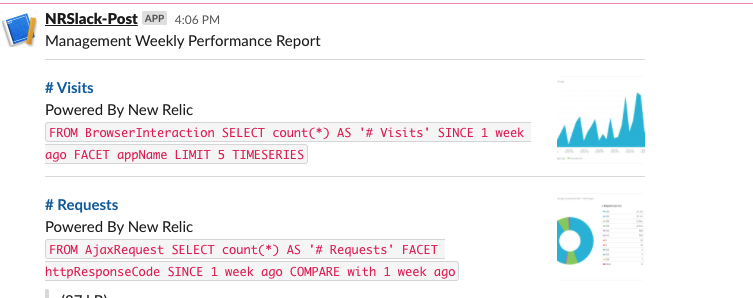 NRSlack-Post APP 4:06 PM
Management Weekly Performance Report
# Visits
Powered By New Relic
FROM BrowserInteraction SELECT count(*) AS '# Visits' SINCE 1 week
ago FACET appName LIMIT 5 TIMESERIES
# Requests
Powered By New Relic
FROM AjaxRequest SELECT count(*) AS '# Requests' FACET
httpResponseCode SINCE 1 week ago COMPARE with 1 week ago